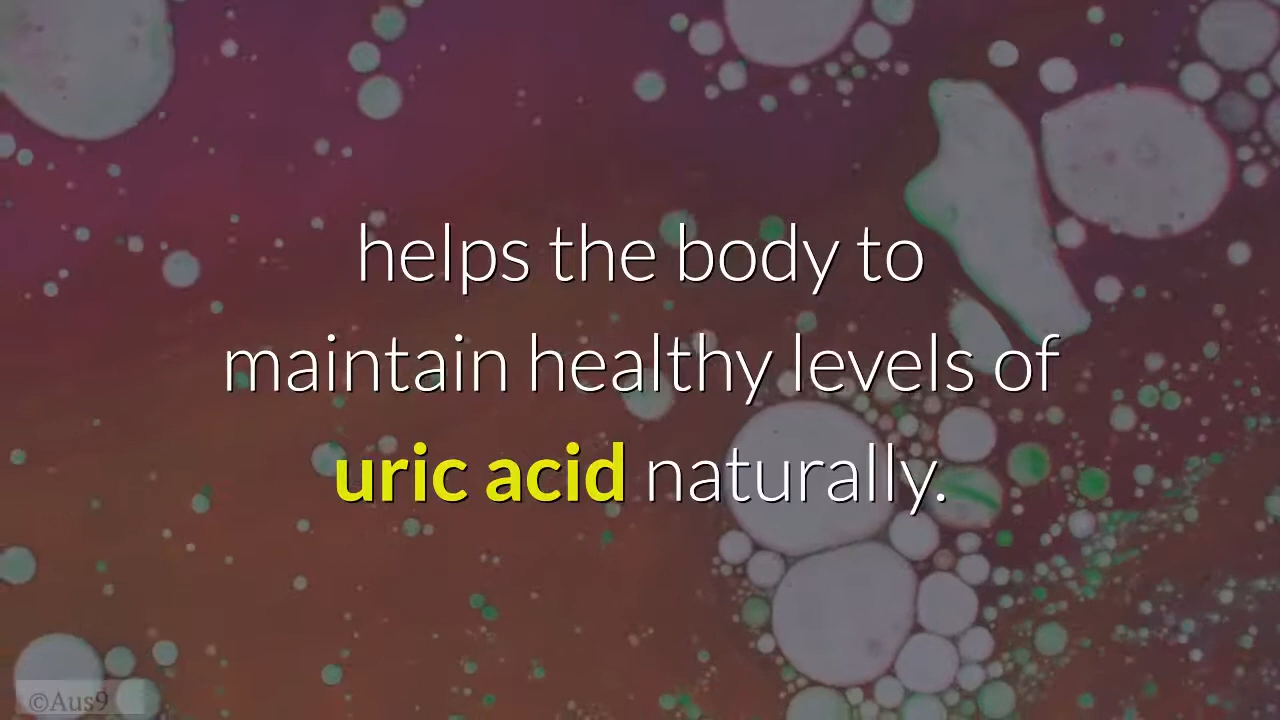 helps the body to
maintain healthy levels of
uric acid naturally.
©Aus9